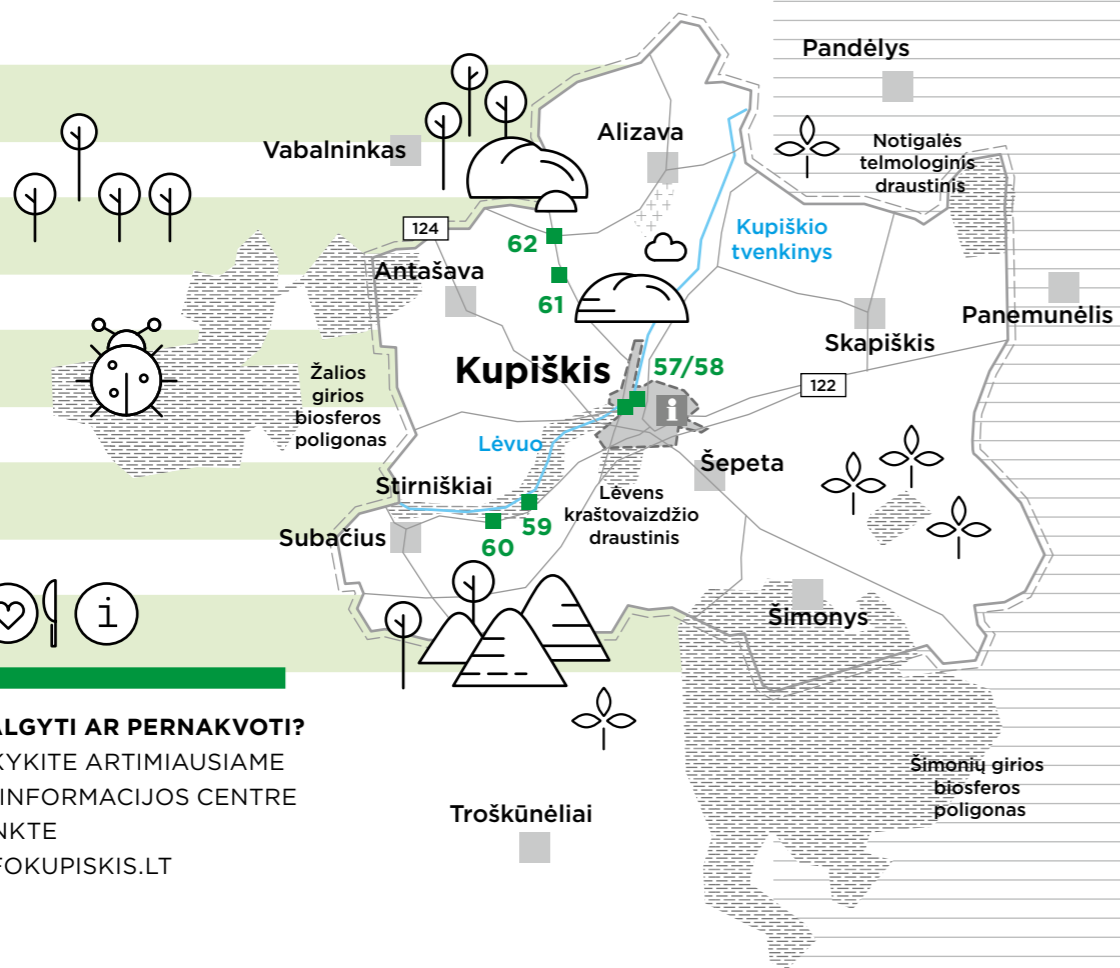 Pandėlys
Alizava
Vabalninkas
Notigalės
telmologinis
draustinis
124
62
Kupiškio
tvenkinys
Antašava
61
Panemunėlis
Skapiškis
Kupiškis
57/58
122
Žalios
girios
biosferos
poligonas
i
Lėvuo
Šepeta
Stirniškiai
Lėvens
kraštovaizdžio
draustinis
59
Subačius
60
i
Šimonys
ALGYTI AR PERNAKVOTI?
KYKITE ARTIMIAUSIAME
INFORMACIJOS CENTRE
NKTE
FOKUPISKIS.LT
Šimonių girios
biosferos
poligonas
Troškūnėliai